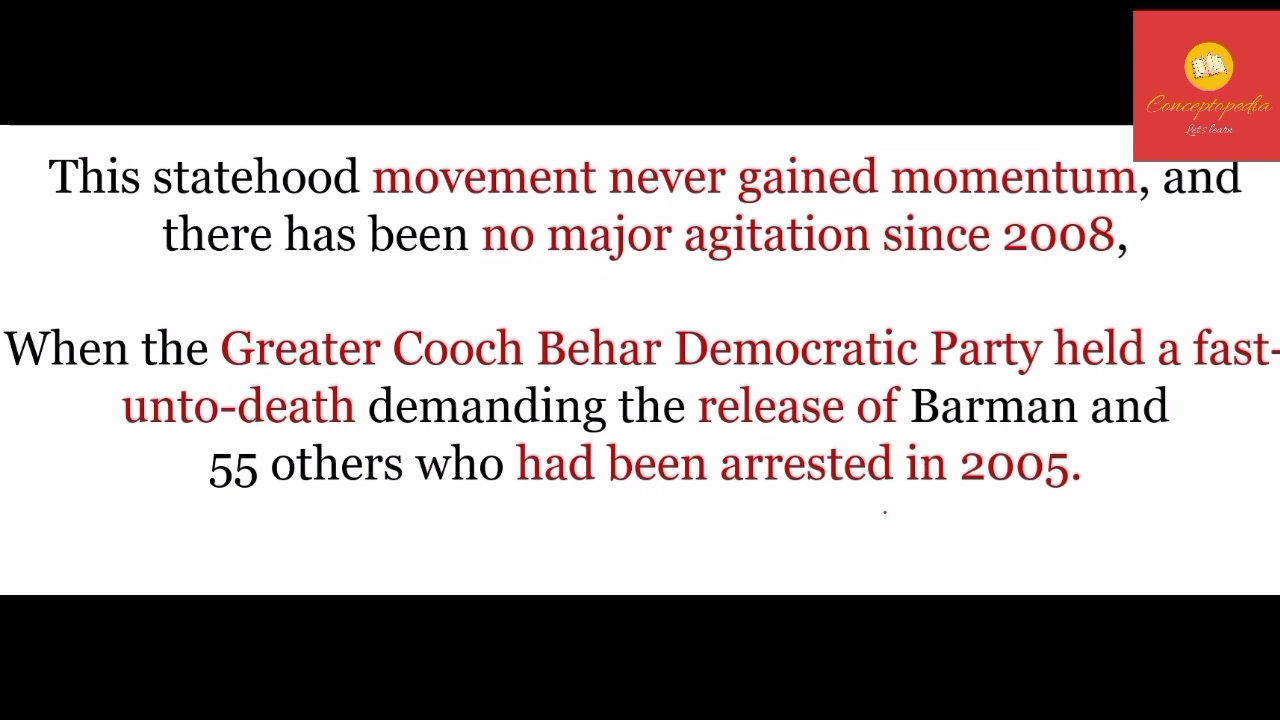 Conceptopedia
Let's learn
This statehood movement never gained momentum, and
there has been no major agitation since 2008,
When the Greater Cooch Behar Democratic Party held a fast-
unto-death demanding the release of Barman and
55 others who had been arrested in 2005.